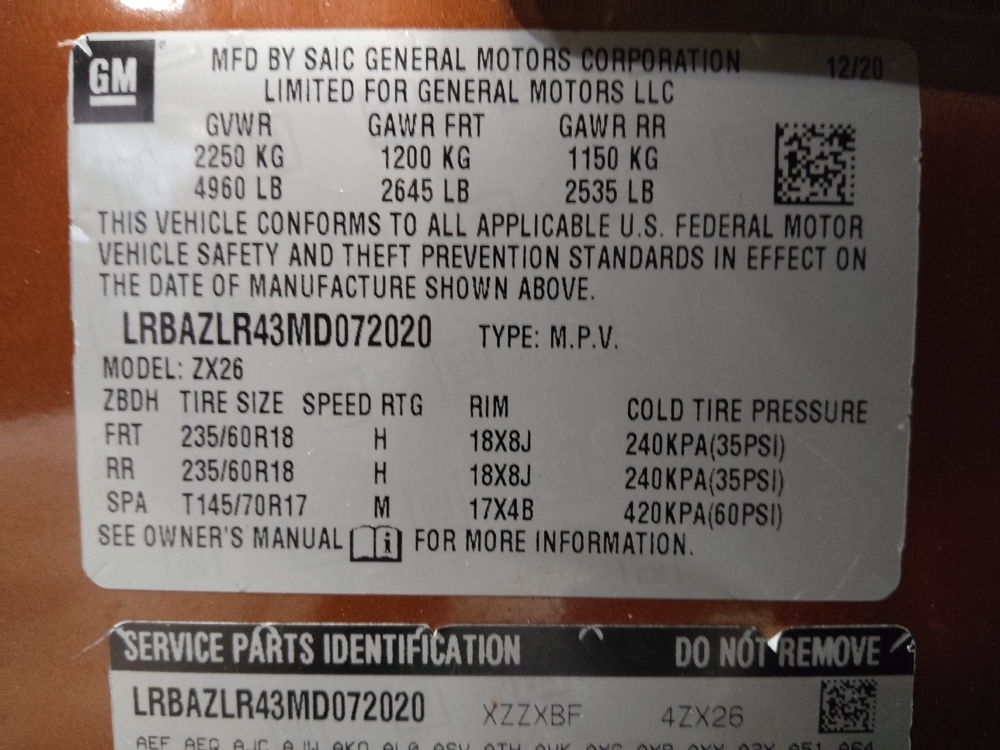 GM
MFD BY SAIC GENERAL MOTORS CORPORATION 12/20
LIMITED FOR GENERAL MOTORS LLC
GVWR GAWR FRT GAWR RR
2250 KG 1200 KG 1150 KG
4960 LB 2645 LB 2535 LB
THIS VEHICLE CONFORMS TO ALL APPLICABLE U.S. FEDERAL MOTOR
VEHICLE SAFETY AND THEFT PREVENTION STANDARDS IN EFFECT ON
THE DATE OF MANUFACTURE SHOWN ABOVE.
LRBAZLR43MD072020 TYPE: M.P.V.
MODEL: ZX26
ZBDH TIRE SIZE SPEED RTG RIM COLD TIRE PRESSURE
FRT 235/60R18 H 18X8J 240KPA(35PSI)
RR 235/60R18 H 18X8J 240KPA(35PSI)
SPA T145/70R17 M 17X4B 420KPA(60PSI)
SEE OWNER'S MANUAL i FOR MORE INFORMATION.
SERVICE PARTS IDENTIFICATION DO NOT REMOVE
LRBAZLR43MD072020 XZZXBF 4ZX26